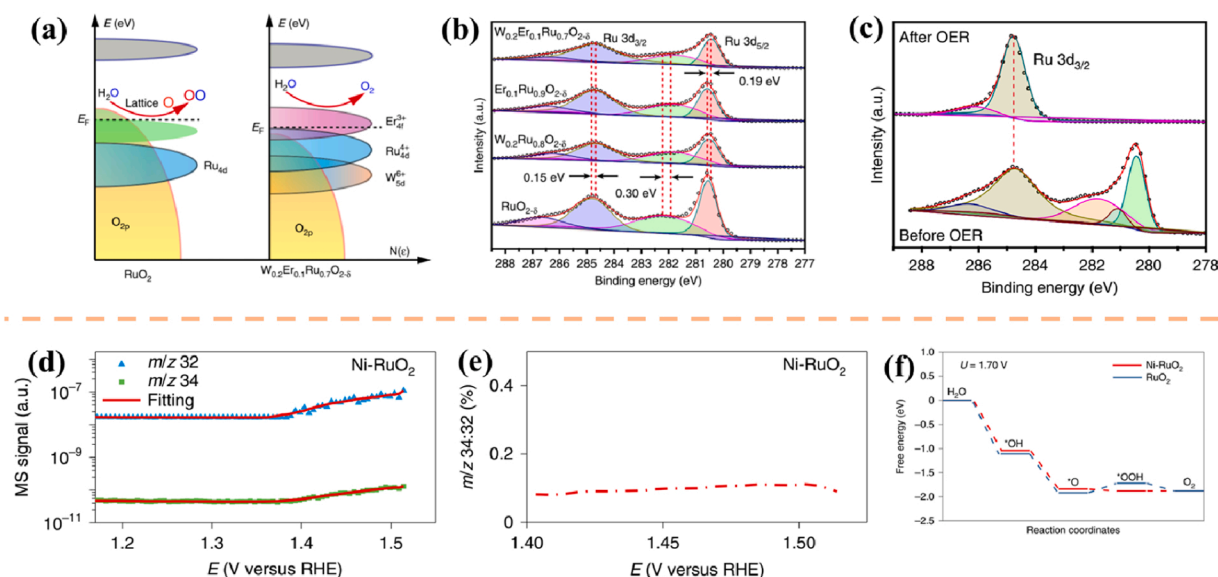 (a)
E (eV)
E (eV)
H₂O
Lattice O
OO
E_F
Ru₄d
O₂p
RuO₂
H₂O
O₂
E_F
Er³⁺₄f
Ru⁴⁺₄d
W⁶⁺₅d
O₂p
N(ε)
W₀.₂Er₀.₁Ru₀.₇O₂₋δ
(b)
Intensity (a.u.)
W₀.₂Er₀.₁Ru₀.₇O₂₋δ
Ru 3d₃/₂
Ru 3d₅/₂
0.19 eV
Er₀.₁Ru₀.₉O₂₋δ
W₀.₂Ru₀.₈O₂₋δ
0.15 eV
0.30 eV
RuO₂₋δ
288 287 286 285 284 283 282 281 280 279 278 277
Binding energy (eV)
(c)
Intensity (a.u.)
After OER
Ru 3d₃/₂
Before OER
288 286 284 282 280 278
Binding energy (eV)
(d)
MS signal (a.u.)
m/z 32
m/z 34
Fitting
Ni-RuO₂
10⁻⁷
10⁻⁹
10⁻¹¹
1.2 1.3 1.4 1.5
E (V versus RHE)
(e)
m/z 34:32 (%)
Ni-RuO₂
0.4
0.2
0
1.40 1.45 1.50
E (V versus RHE)
(f)
Free energy (eV)
U = 1.70 V
Ni-RuO₂
RuO₂
1.0
0.5
0
−0.5
−1.0
−1.5
−2.0
−2.5
H₂O
*OH
*O
*OOH
O₂
Reaction coordinates